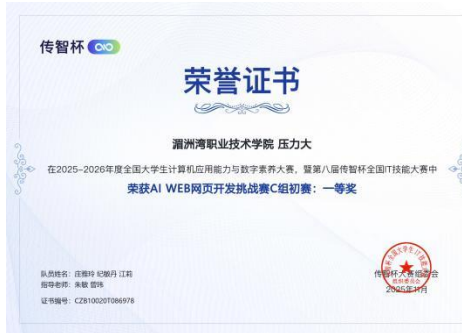 传智杯
荣誉证书
湄洲湾职业技术学院 压力大
在2025-2026年度全国大学生计算机应用能力与数字素养大赛，暨第八届传智杯全国IT技能大赛中
荣获AI WEB网页开发挑战赛C组初赛：一等奖
队员姓名：庄雅玲 纪敏丹 江莉
指导老师：朱敏 曾玮
证书编号：CZB10020T086978
传智杯大赛组委会
2025年11月